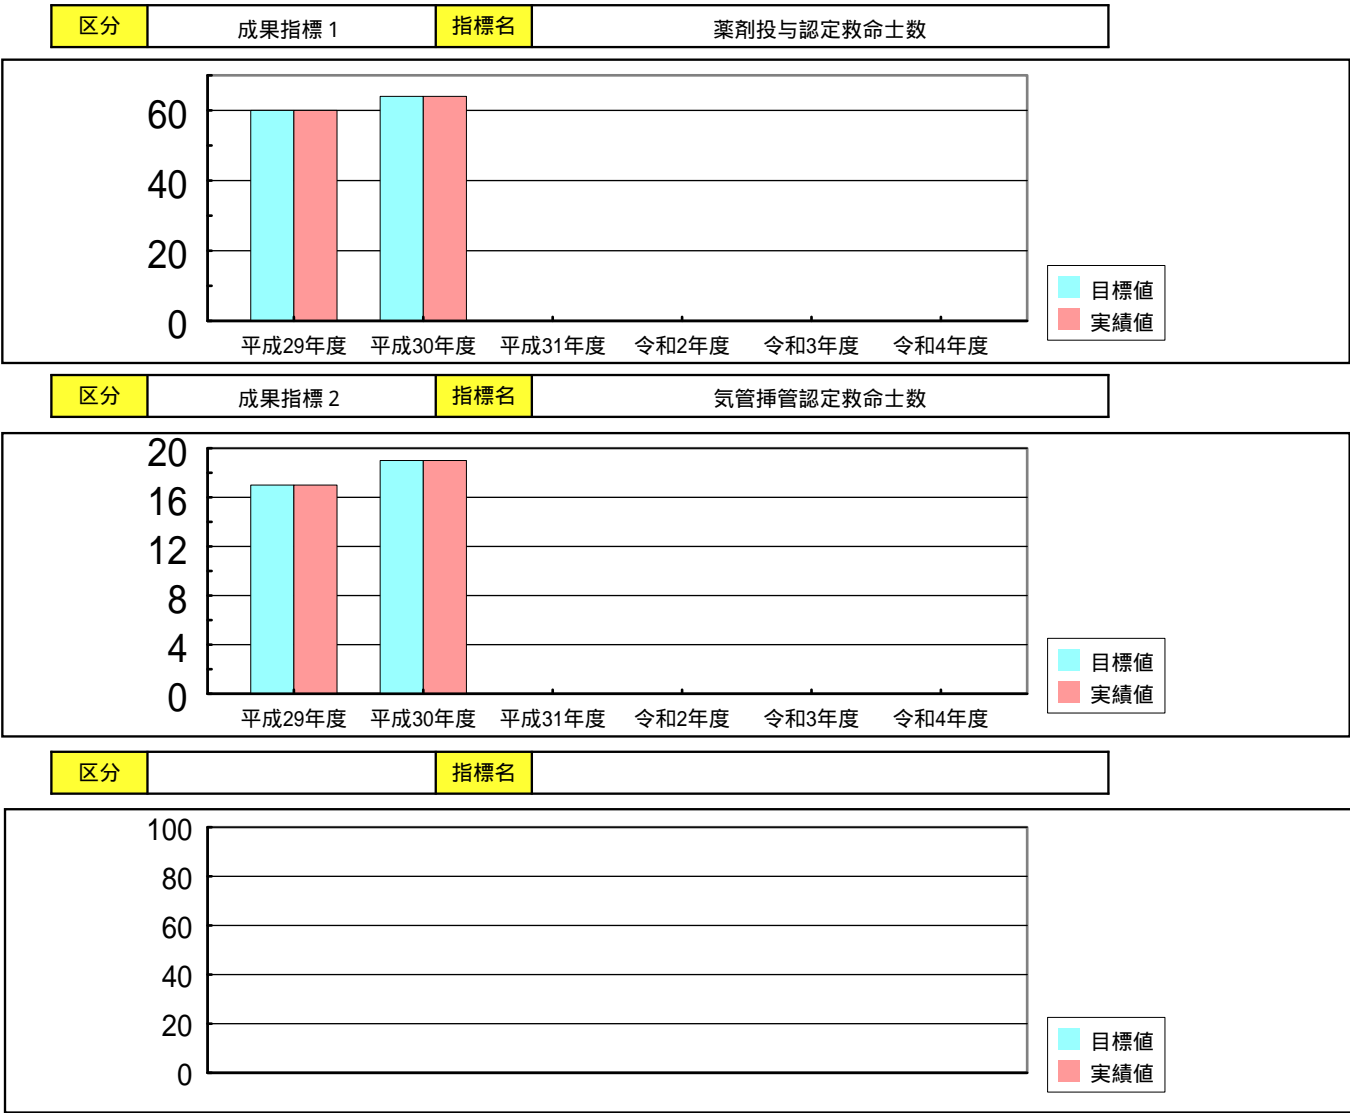 区分 成果指標1 指標名 薬剤投与認定救命士数
60
40
20
0
平成29年度 平成30年度 平成31年度 令和2年度 令和3年度 令和4年度
目標値
実績値
区分 成果指標2 指標名 気管挿管認定救命士数
20
16
12
8
4
0
平成29年度 平成30年度 平成31年度 令和2年度 令和3年度 令和4年度
目標値
実績値
区分 指標名
100
80
60
40
20
0
目標値
実績値